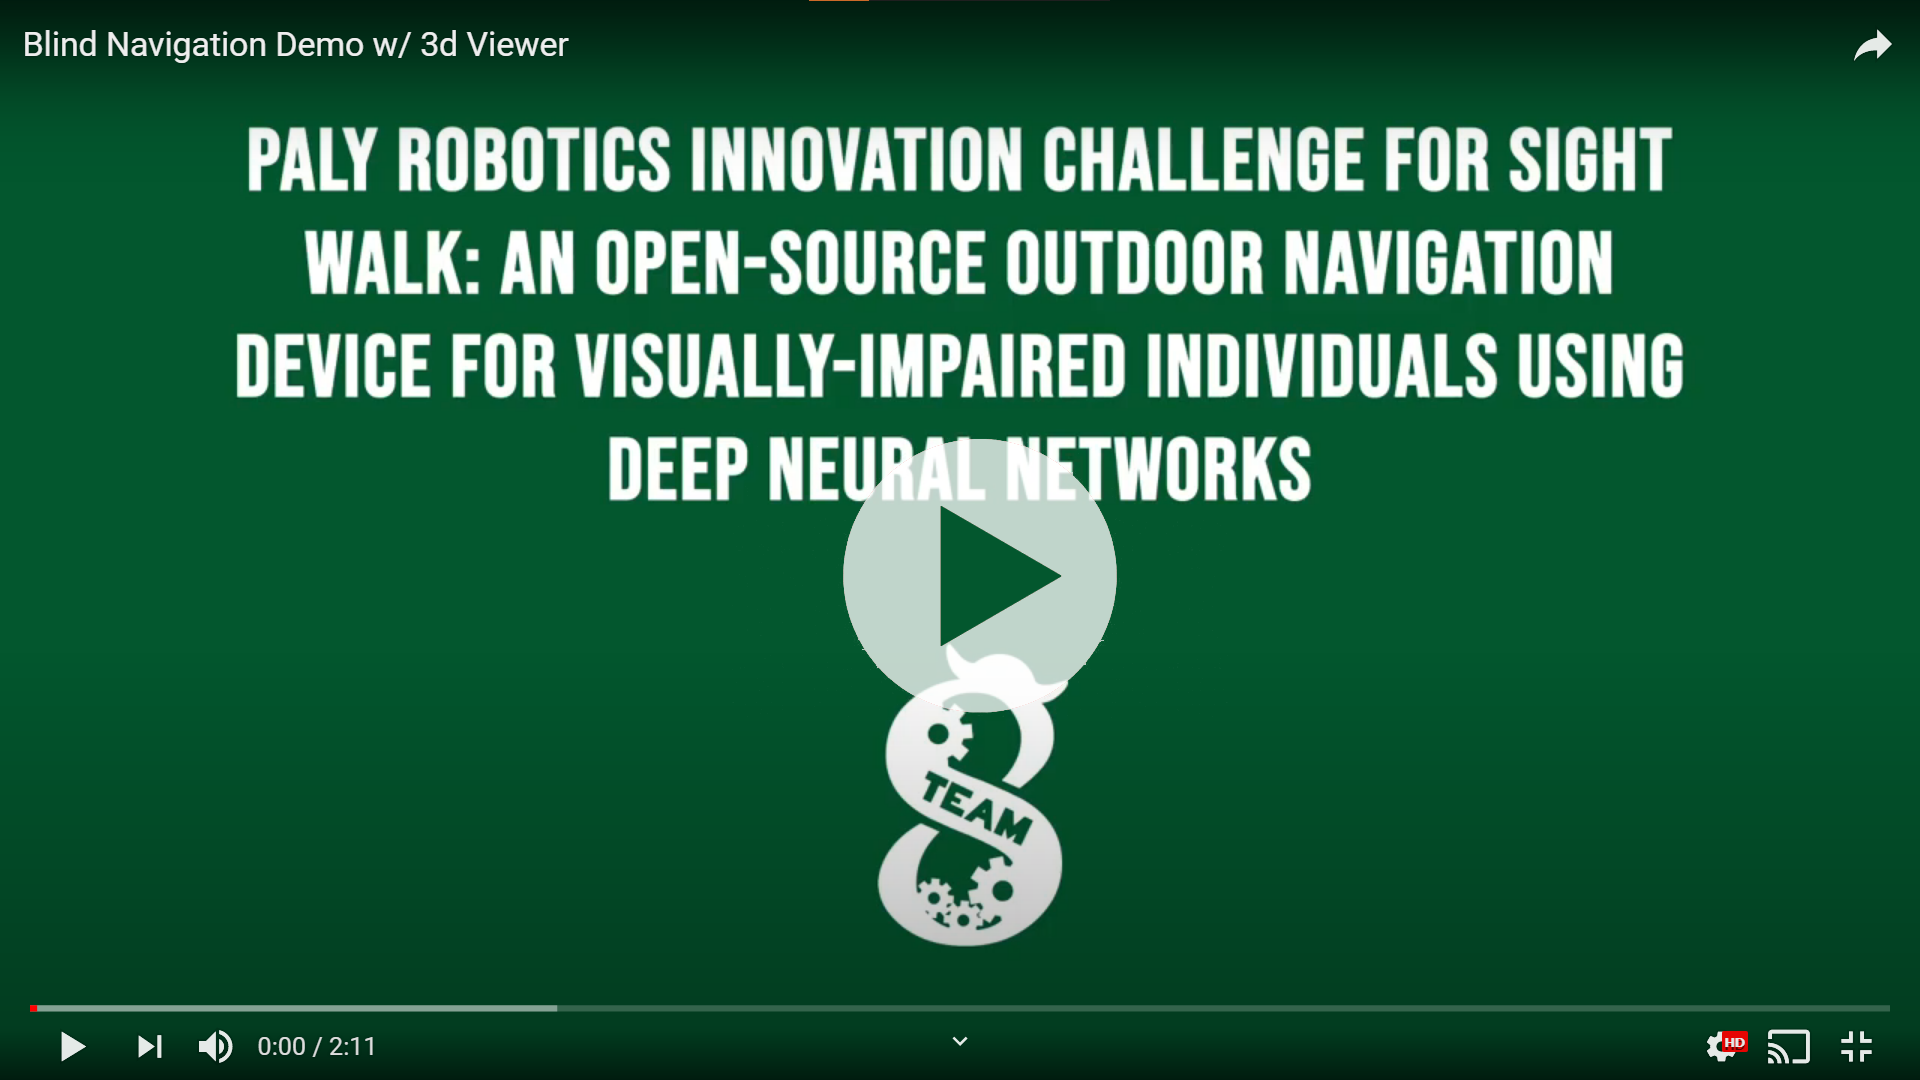 Blind Navigation Demo w/ 3d Viewer
PALY ROBOTICS INNOVATION CHALLENGE FOR SIGHT
WALK: AN OPEN-SOURCE OUTDOOR NAVIGATION
DEVICE FOR VISUALLY-IMPAIRED INDIVIDUALS USING
DEEP NEURAL NETWORKS
TEAM
8
0:00 / 2:11
HD